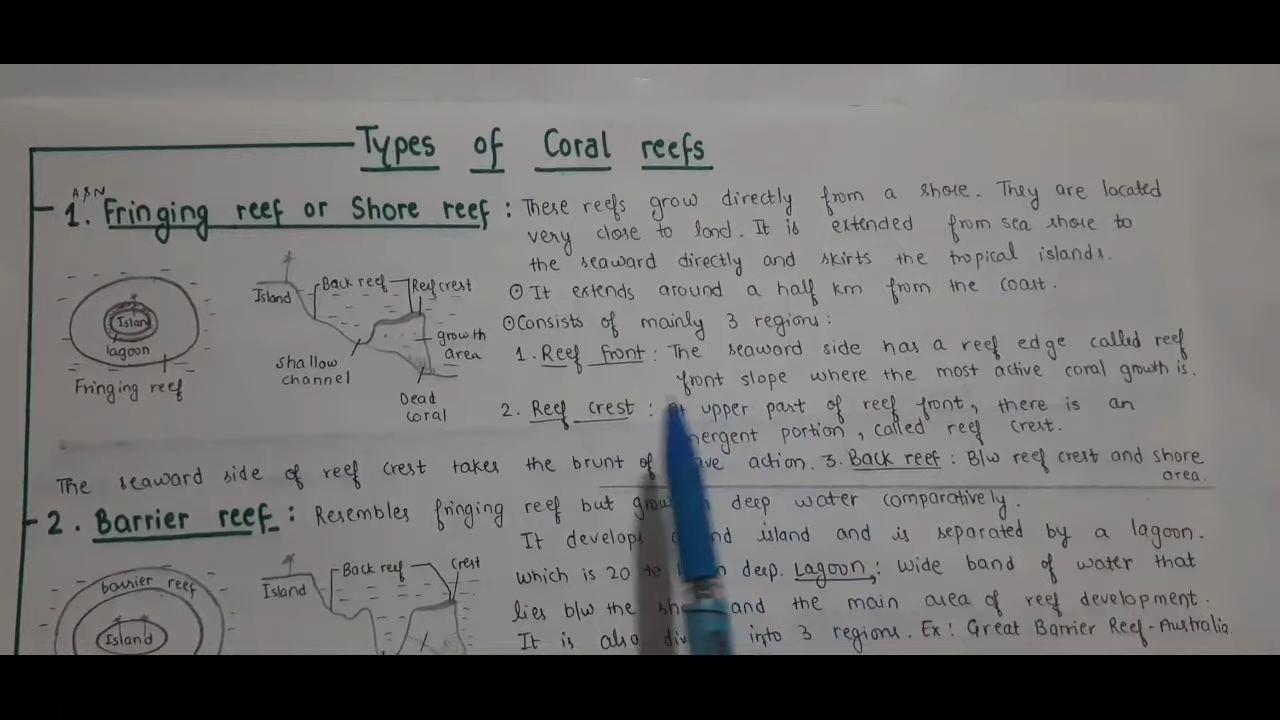 Types of Coral reefs
A & N
1. Fringing reef or Shore reef : These reefs grow directly from a shore. They are located
very close to land. It is extended from sea shore to
the seaward directly and skirts the tropical islands.
⊙ It extends around a half km from the coast.
⊙ Consists of mainly 3 regions:
1. Reef front : The seaward side has a reef edge called reef
front slope where the most active coral growth is.
2. Reef crest : At upper part of reef front, there is an
portion, called reef crest.
The seaward side of reef crest takes the brunt of action. 3. Back reef : B/w reef crest and shore
area.
Island
lagoon
Fringing reef
Island
Back reef
Reef crest
growth
area
shallow
channel
Dead
coral
2. Barrier reef : Resembles fringing reef but deep water comparatively.
It develops island and is separated by a lagoon.
which is 20 to deep. Lagoon : wide band of water that
lies b/w the and the main area of reef development.
It is also into 3 regions. Ex : Great Barrier Reef - Australia.
barrier reef
Island
Island
Back reef
Crest